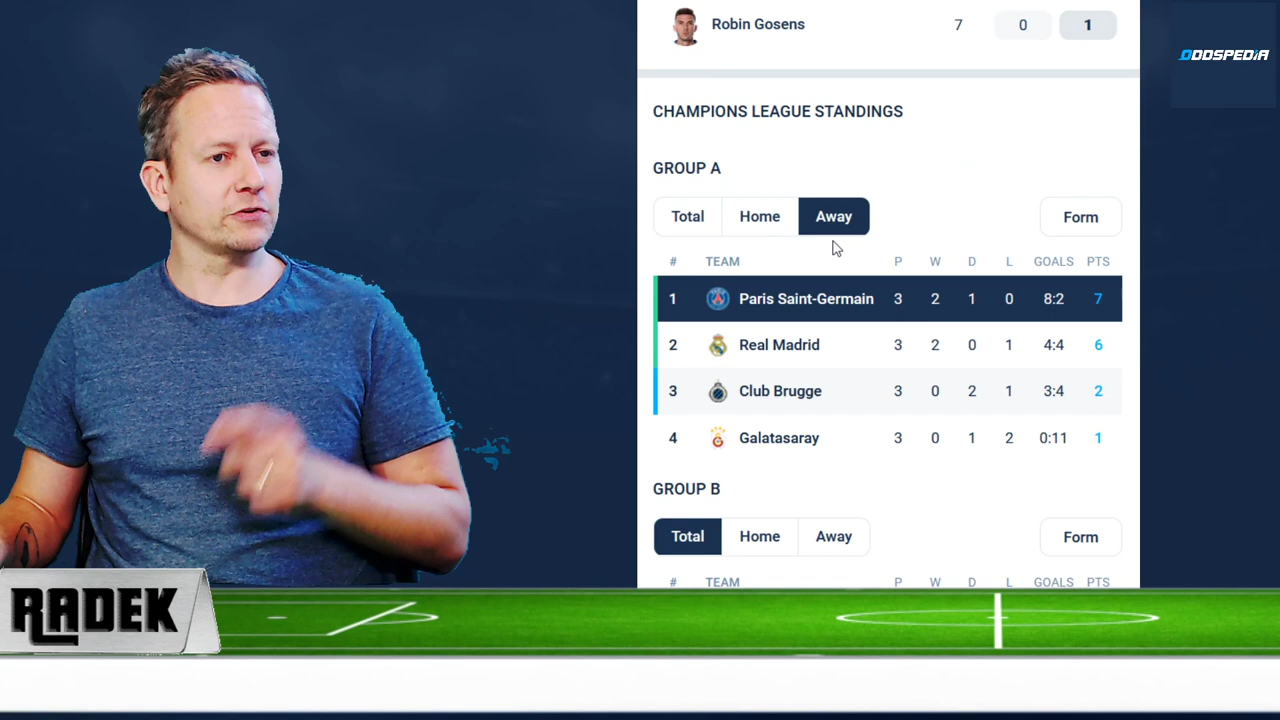 Robin Gosens 7 0 1
ODDSPEDIA
CHAMPIONS LEAGUE STANDINGS
GROUP A
Total Home Away Form
# TEAM P W D L GOALS PTS
1 Paris Saint-Germain 3 2 1 0 8:2 7
2 Real Madrid 3 2 0 1 4:4 6
3 Club Brugge 3 0 2 1 3:4 2
4 Galatasaray 3 0 1 2 0:11 1
GROUP B
Total Home Away Form
# TEAM P W D L GOALS PTS
RADEK